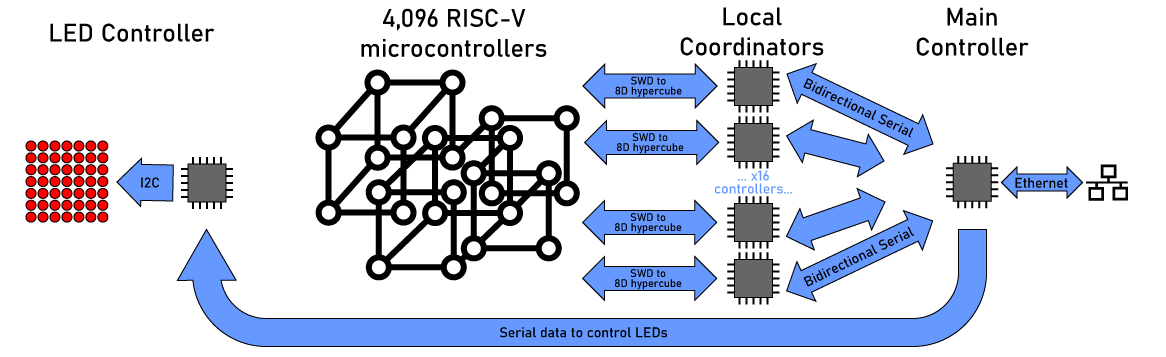 LED Controller
4,096 RISC-V
microcontrollers
Local
Coordinators
Main
Controller
SWD to
8D hypercube
SWD to
8D hypercube
... x16
controllers...
SWD to
8D hypercube
SWD to
8D hypercube
Bidirectional Serial
Bidirectional Serial
I2C
Ethernet
Serial data to control LEDs